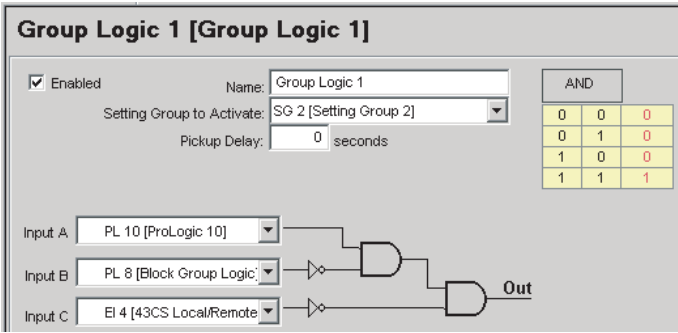 Group Logic 1 [Group Logic 1]
Enabled
Name: Group Logic 1
Setting Group to Activate: SG 2 [Setting Group 2]
Pickup Delay: 0 seconds
AND
0 0 0
0 1 0
1 0 0
1 1 1
Input A PL 10 [ProLogic 10]
Input B PL 8 [Block Group Logic]
Input C EI 4 [43CS Local/Remote
Out